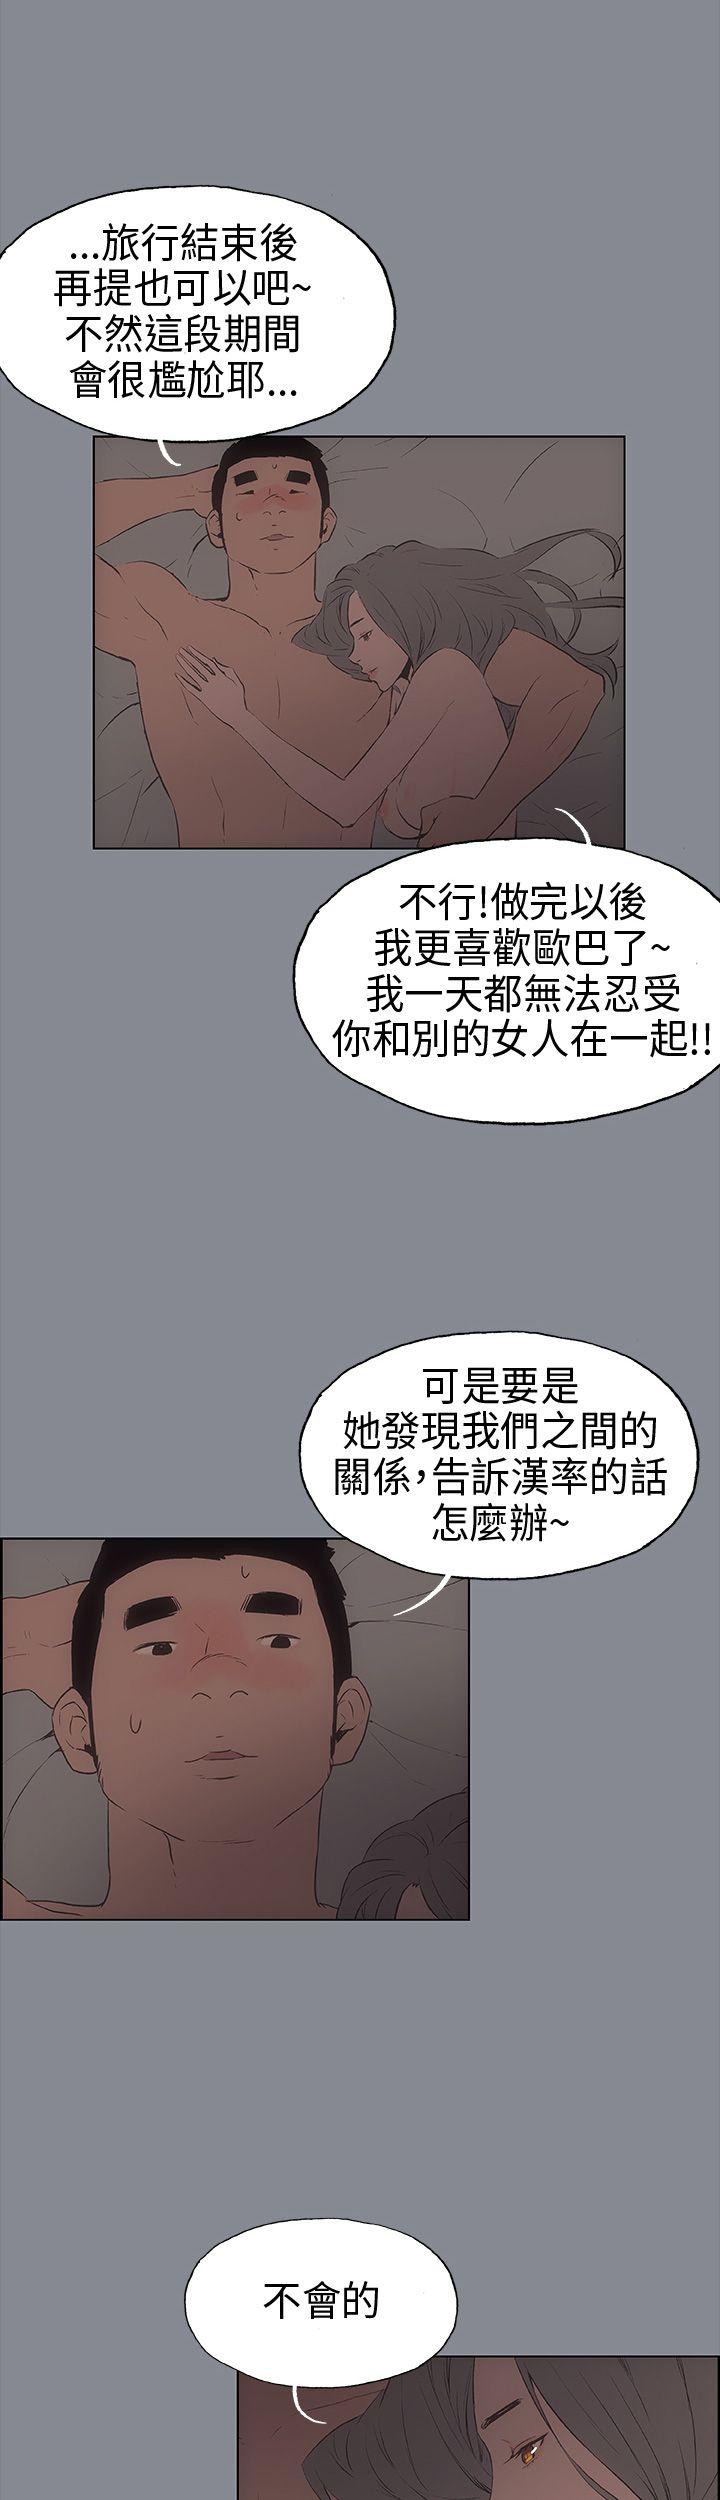 ...旅行結束後
再提也可以吧~
不然這段期間
會很尷尬耶...
不行!做完以後
我更喜歡歐巴了~
我一天都無法忍受
你和別的女人在一起!!
可是要是
她發現我們之間的
關係,告訴漢率的話
怎麼辦~
不會的